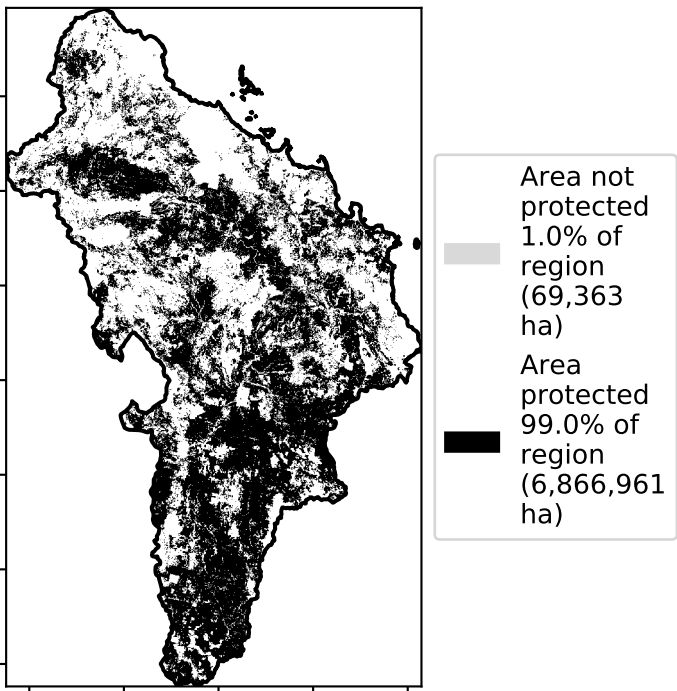 Area not
protected
1.0% of
region
(69,363
ha)
Area
protected
99.0% of
region
(6,866,961
ha)